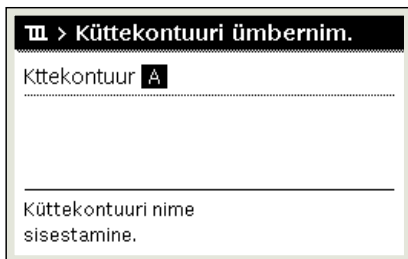 > Küttekontuuri ümbernim.
Kttekontuur A
Küttekontuuri nime
sisestamine.